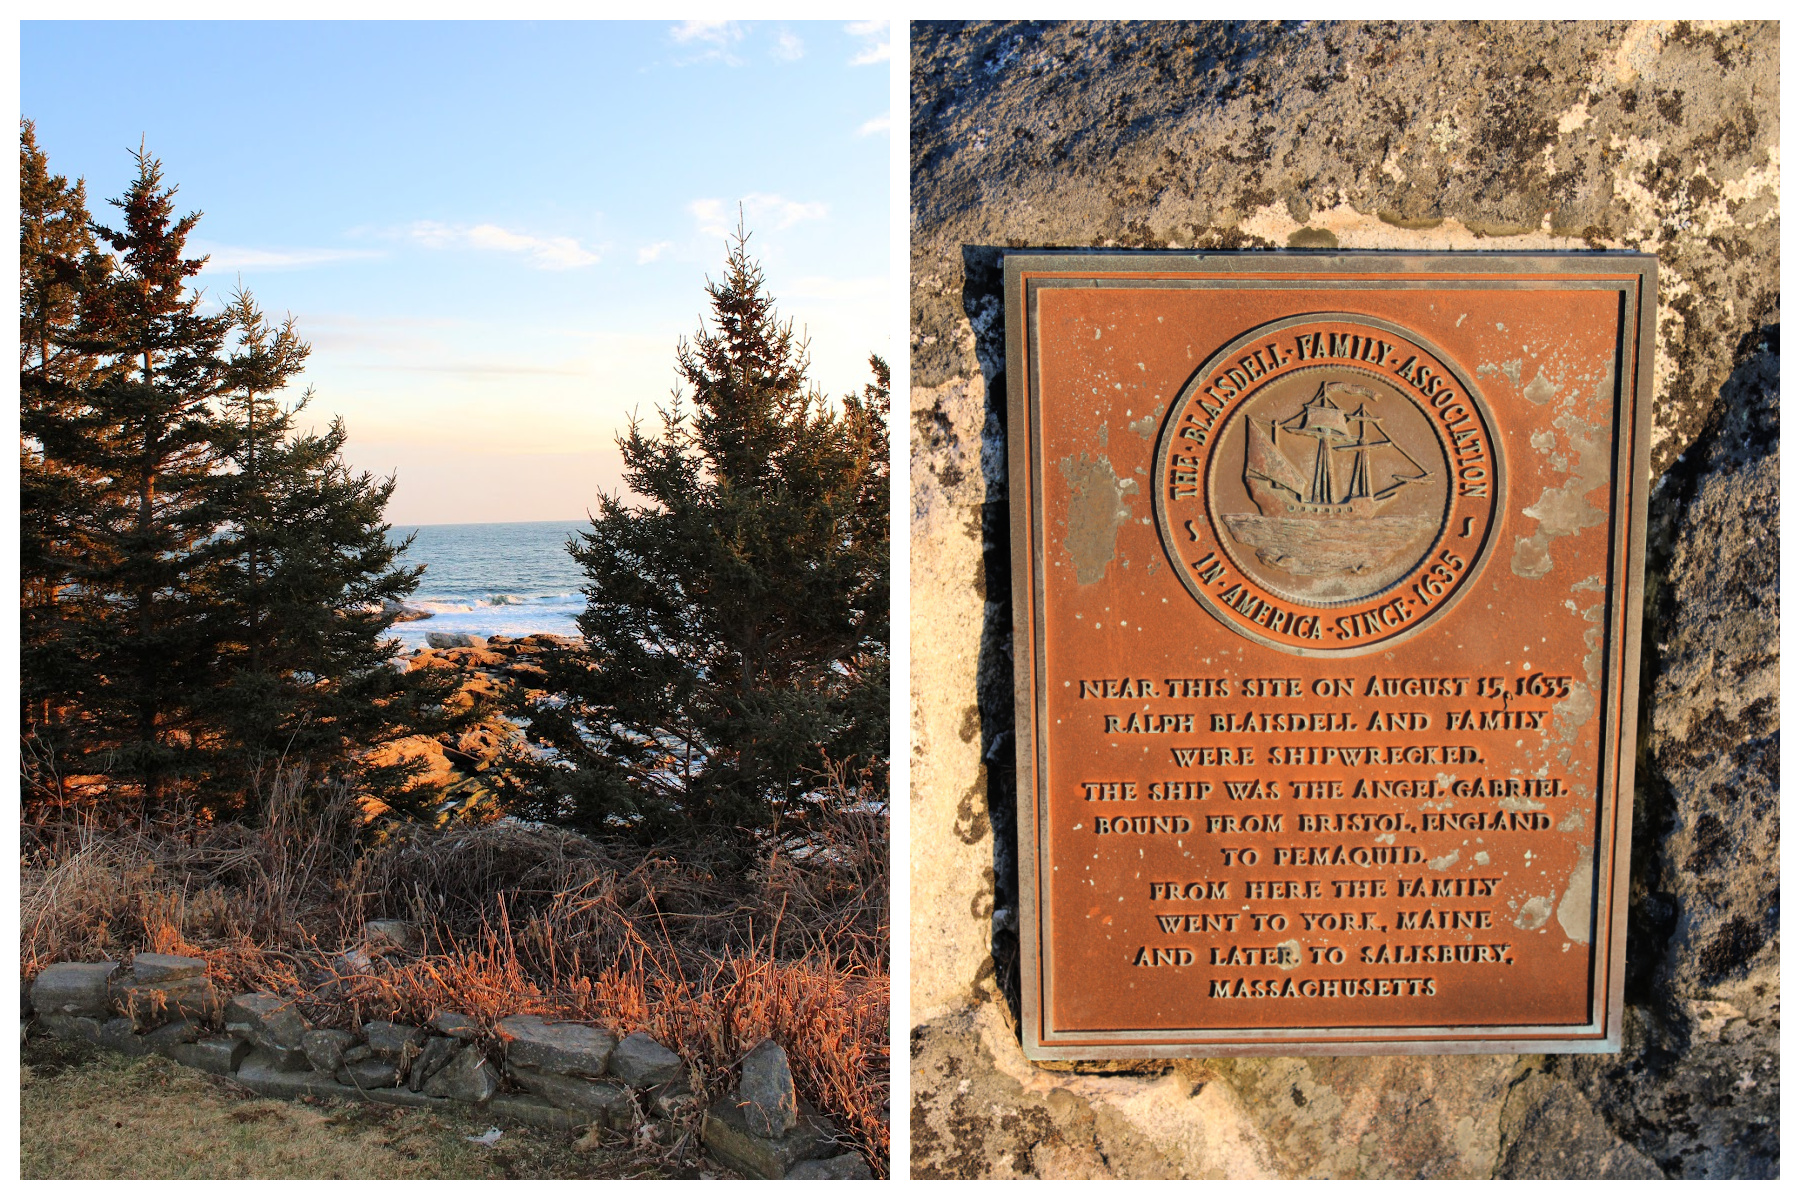 THE · BLAISDELL · FAMILY · ASSOCIATION
~ IN · AMERICA · SINCE · 1635 ~
NEAR THIS SITE ON AUGUST 15, 1635
RALPH BLAISDELL AND FAMILY
WERE SHIPWRECKED.
THE SHIP WAS THE ANGEL GABRIEL
BOUND FROM BRISTOL, ENGLAND
TO PEMAQUID.
FROM HERE THE FAMILY
WENT TO YORK, MAINE
AND LATER TO SALISBURY,
MASSACHUSETTS